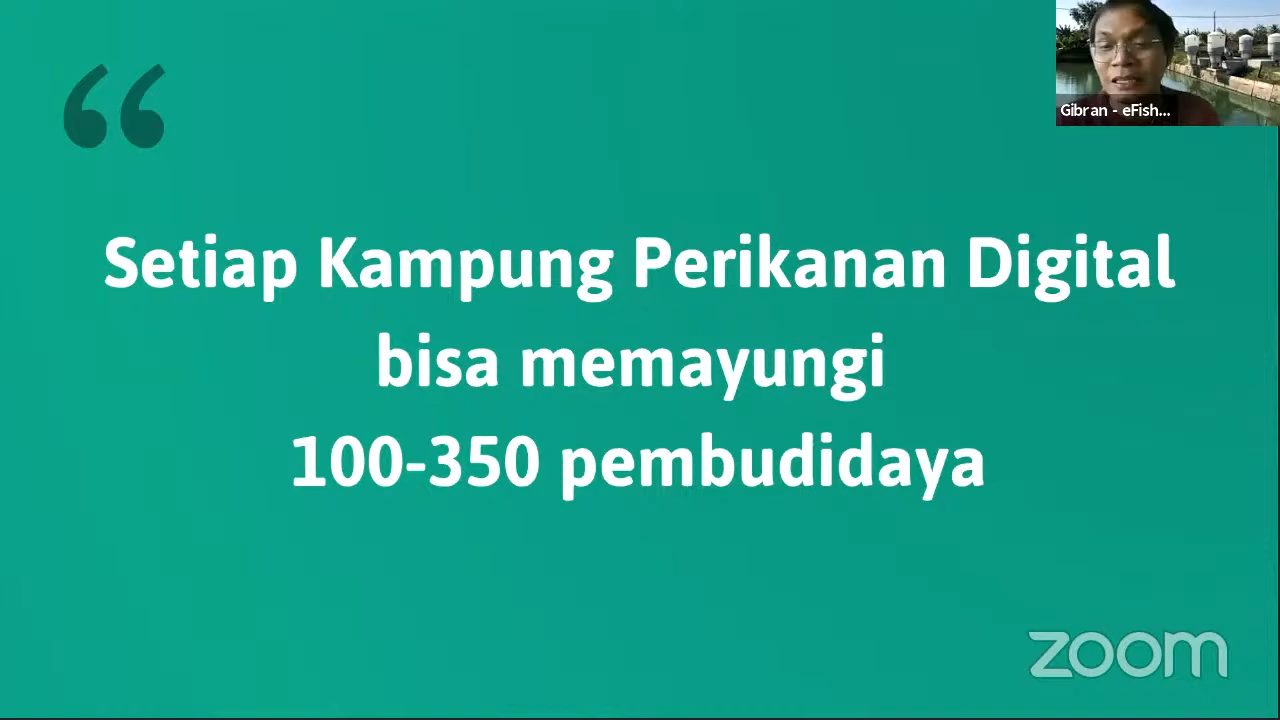 Gibran - eFish...
Setiap Kampung Perikanan Digital
bisa memayungi
100-350 pembudidaya
zoom